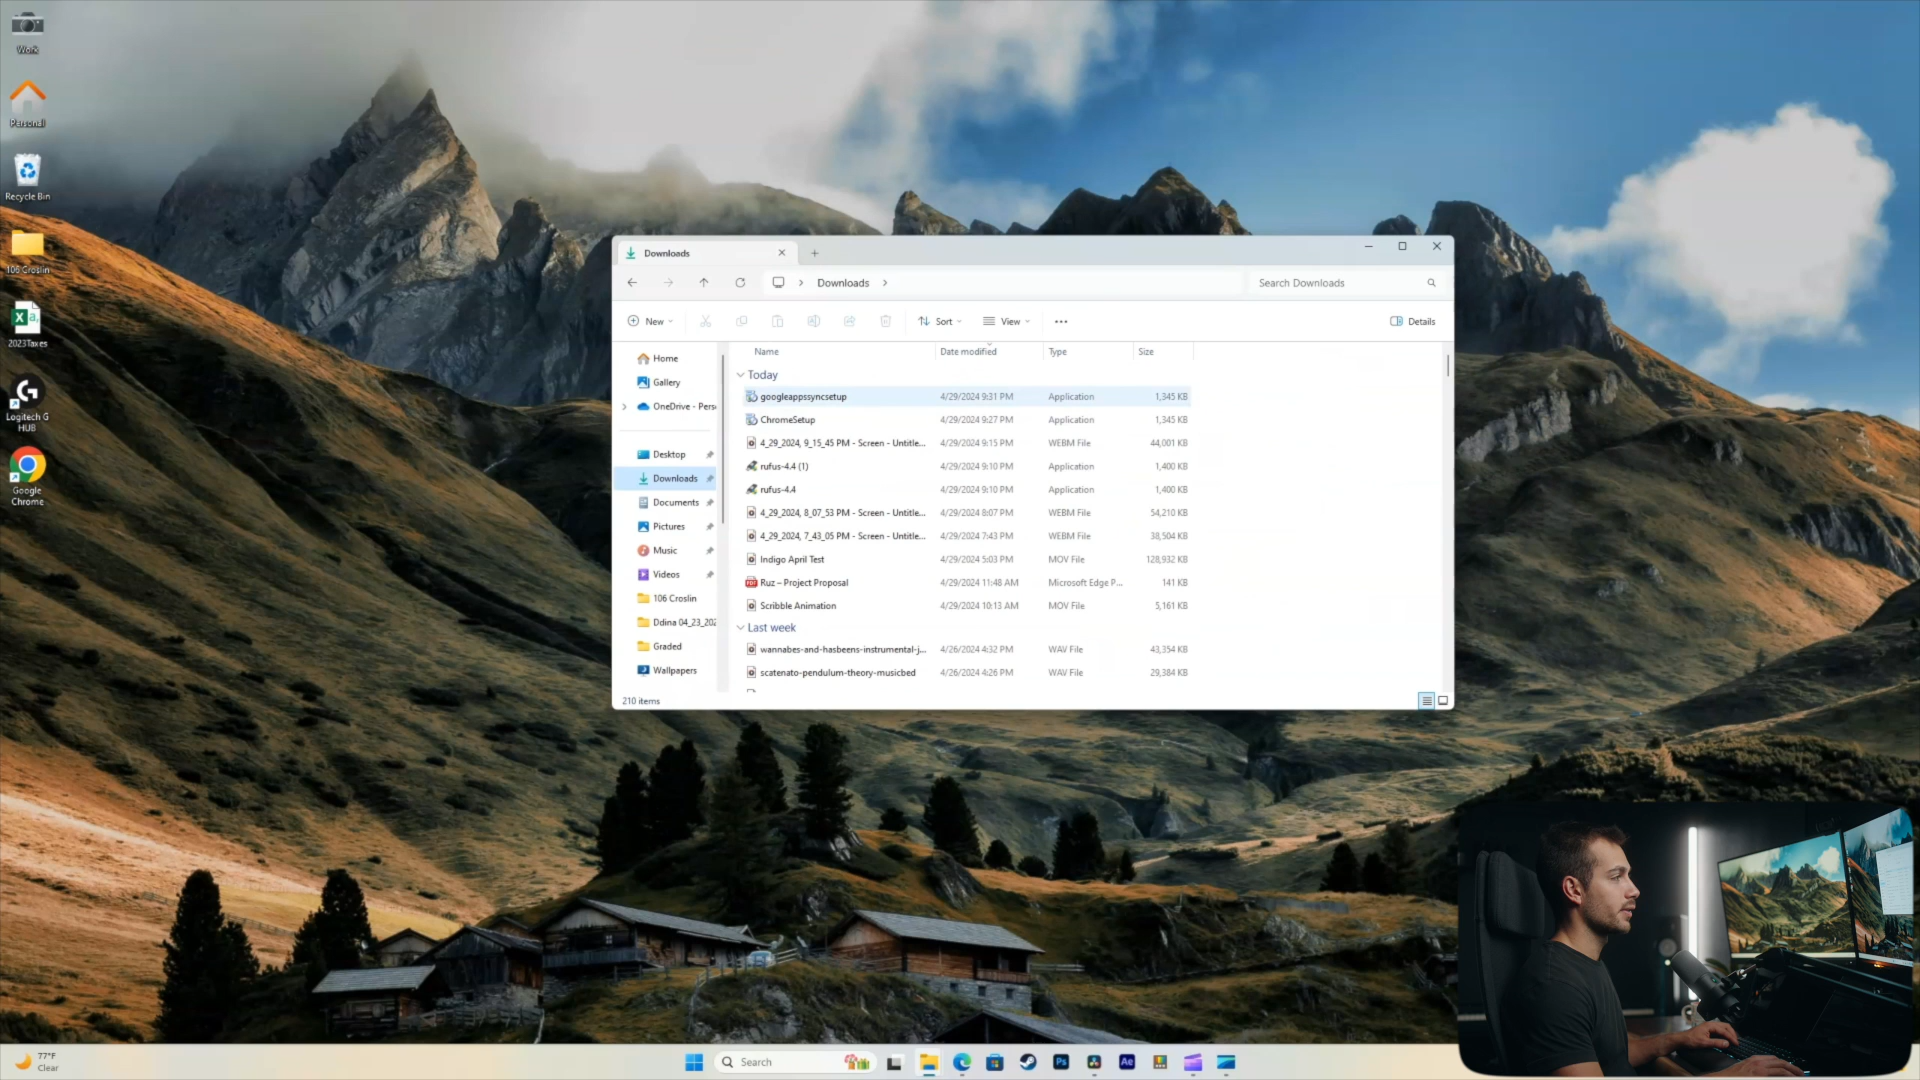 Work
Personal
Recycle Bin
106 Croslin
2023Taxes
Logitech G
HUB
Google
Chrome
Downloads
Downloads
Search Downloads
New
Sort
View
Details
Home
Gallery
OneDrive - Pers
Desktop
Downloads
Documents
Pictures
Music
Videos
106 Croslin
Ddina 04_23_202
Graded
Wallpapers
Name Date modified Type Size
Today
googleappssyncsetup 4/29/2024 9:31 PM Application 1,345 KB
ChromeSetup 4/29/2024 9:27 PM Application 1,345 KB
4_29_2024, 9_15_45 PM - Screen - Untitle... 4/29/2024 9:15 PM WEBM File 44,001 KB
rufus-4.4 (1) 4/29/2024 9:10 PM Application 1,400 KB
rufus-4.4 4/29/2024 9:10 PM Application 1,400 KB
4_29_2024, 8_07_53 PM - Screen - Untitle... 4/29/2024 8:07 PM WEBM File 54,210 KB
4_29_2024, 7_43_05 PM - Screen - Untitle... 4/29/2024 7:43 PM WEBM File 38,504 KB
Indigo April Test 4/29/2024 5:03 PM MOV File 128,932 KB
Ruz – Project Proposal 4/29/2024 11:48 AM Microsoft Edge P... 141 KB
Scribble Animation 4/29/2024 10:13 AM MOV File 5,161 KB
Last week
wannabes-and-hasbeens-instrumental-j... 4/26/2024 4:32 PM WAV File 43,354 KB
scatenato-pendulum-theory-musicbed 4/26/2024 4:26 PM WAV File 29,384 KB
210 items
77°F
Clear
Search
Ps
Ae